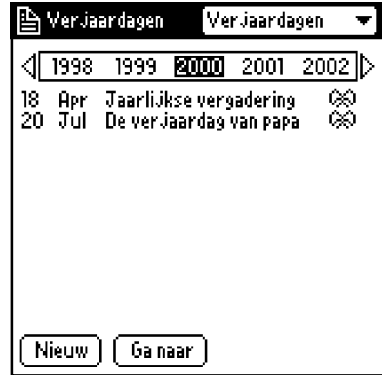 Verjaardagen Verjaardagen
1998 1999 2000 2001 2002
18 Apr Jaarlijkse vergadering
20 Jul De verjaardag van papa
Nieuw Ga naar